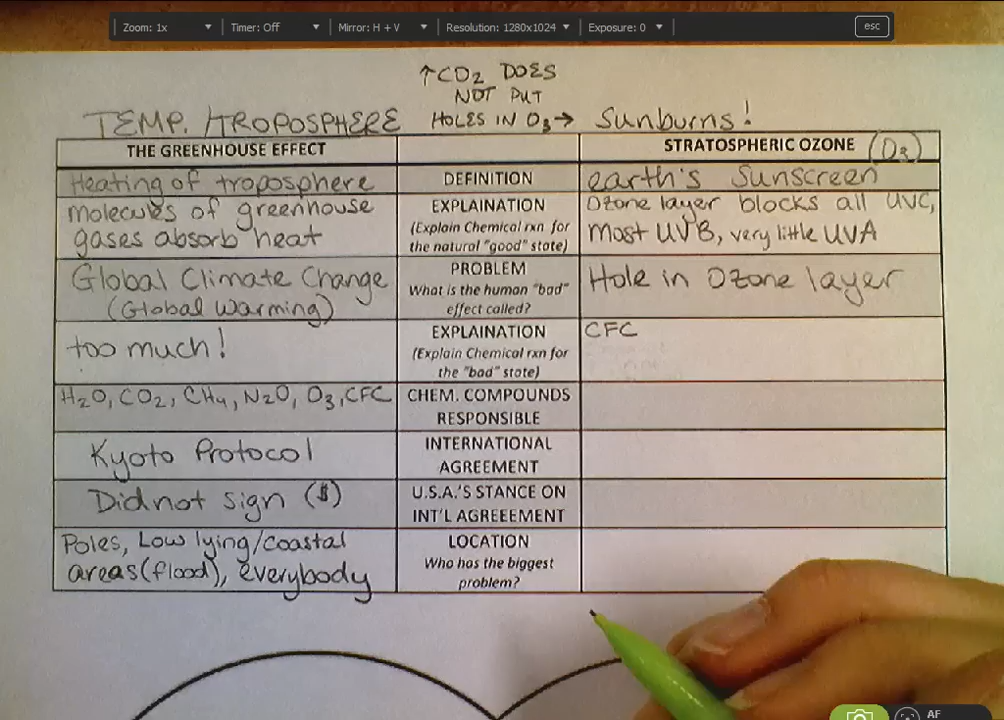 Zoom: 1x Timer: Off Mirror: H + V Resolution: 1280x1024 Exposure: 0 esc
↑CO2 DOES
NOT PUT
TEMP. /TROPOSPHERE HOLES IN O3→ Sunburns!
THE GREENHOUSE EFFECT STRATOSPHERIC OZONE (O3)
Heating of troposphere DEFINITION earth's Sunscreen
molecules of greenhouse EXPLAINATION Ozone layer blocks all UVC,
gases absorb heat (Explain Chemical rxn for most UVB, very little UVA
the natural "good" state)
Global Climate Change PROBLEM Hole in Ozone layer
(Global Warming) What is the human "bad"
effect called?
too much! EXPLAINATION CFC
(Explain Chemical rxn for
the "bad" state)
H2O, CO2, CH4, N2O, O3, CFC CHEM. COMPOUNDS
RESPONSIBLE
Kyoto Protocol INTERNATIONAL
AGREEMENT
Did not sign ($) U.S.A.'S STANCE ON
INT'L AGREEEMENT
Poles, Low lying/coastal LOCATION
areas(flood), everybody Who has the biggest
problem?
AF